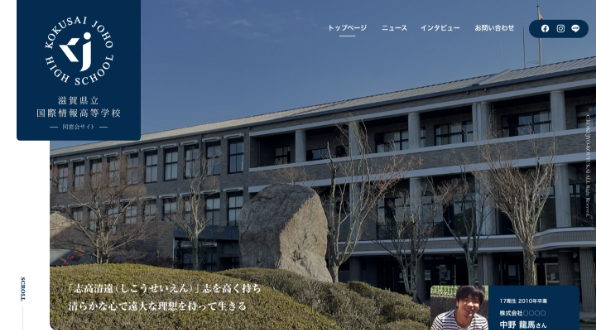 KOKUSAI JOHO
HIGH SCHOOL
滋賀県立
国際情報高等学校
同窓会サイト
トップページ
ニュース
インタビュー
お問い合わせ
SCROLL
「志高清遠（しこうせいえん）」志を高く持ち
清らかな心で遠大な理想を持って生きる
17期生 2010年卒業
株式会社〇〇〇〇
中野 龍馬さん